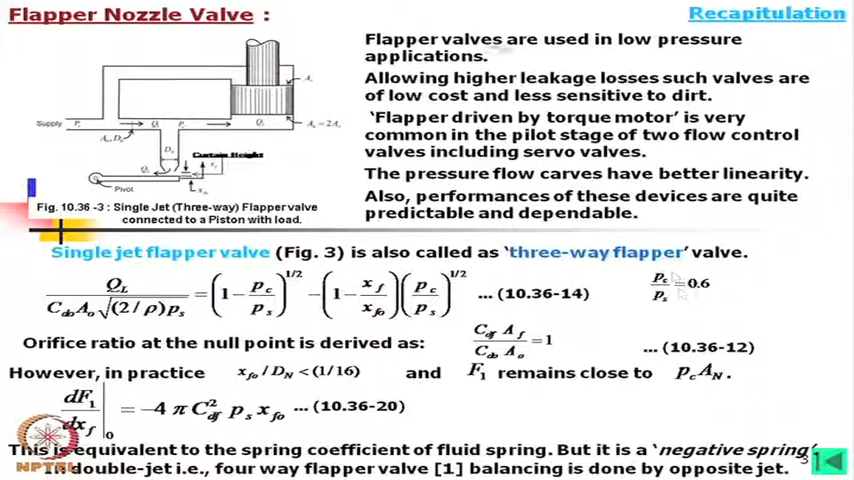 Flapper Nozzle Valve :
Recapitulation
Flapper valves are used in low pressure
applications.
Allowing higher leakage losses such valves are
of low cost and less sensitive to dirt.
'Flapper driven by torque motor' is very
common in the pilot stage of two flow control
valves including servo valves.
The pressure flow carves have better linearity.
Also, performances of these devices are quite
predictable and dependable.
Supply
Curtain Height
Pivot
Fig. 10.36 -3 : Single Jet (Three-way) Flapper valve
connected to a Piston with load.
Single jet flapper valve (Fig. 3) is also called as 'three-way flapper' valve.
Q_L / (C_do A_o √((2 / ρ) p_s)) = (1 − p_c / p_s)^1/2 − (1 − x_f / x_fo)(p_c / p_s)^1/2 ... (10.36-14)
p_c / p_s = 0.6
Orifice ratio at the null point is derived as:
C_df A_f / C_do A_o = 1 ... (10.36-12)
However, in practice x_fo / D_N < (1/16) and F_1 remains close to p_c A_N .
dF_1 / dx_f |_0 = −4 π C_df^2 p_s x_fo ... (10.36-20)
This is equivalent to the spring coefficient of fluid spring. But it is a 'negative spring'
In double-jet i.e., four way flapper valve [1] balancing is done by opposite jet.
NPTEL
3